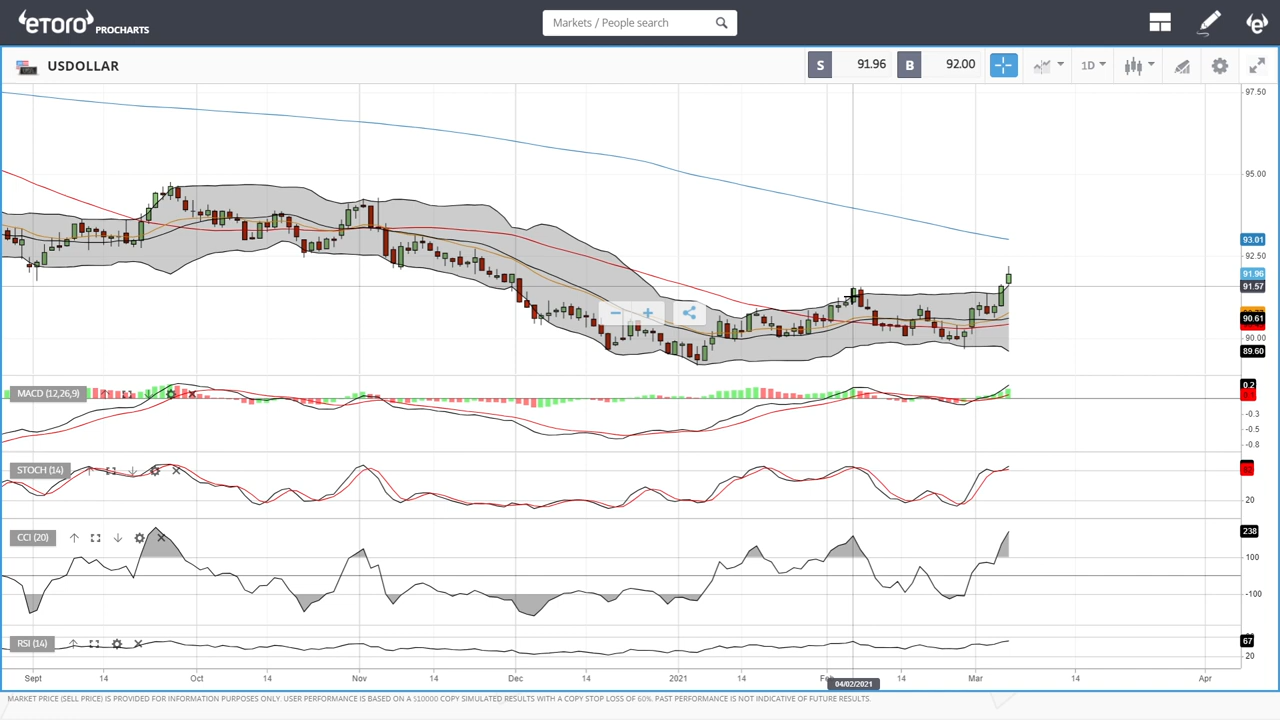 eTORO PROCHARTS
Markets / People search
USDOLLAR
S 91.96 B 92.00
1D
97.50
95.00
93.01
92.50
91.96
91.57
90.61
90.00
89.60
MACD (12,26,9)
0.2
-0.3
-0.5
-0.8
STOCH (14)
20
CCI (20)
238
100
-100
RSI (14)
67
20
Sept 14 Oct 14 Nov 14 Dec 14 2021 14 14 Mar 14 Apr
04/02/2021
MARKET PRICE (SELL PRICE) IS PROVIDED FOR INFORMATION PURPOSES ONLY. USER PERFORMANCE IS BASED ON A $10000 COPY SIMULATED RESULTS WITH A COPY STOP LOSS OF 60%. PAST PERFORMANCE IS NOT INDICATIVE OF FUTURE RESULTS.